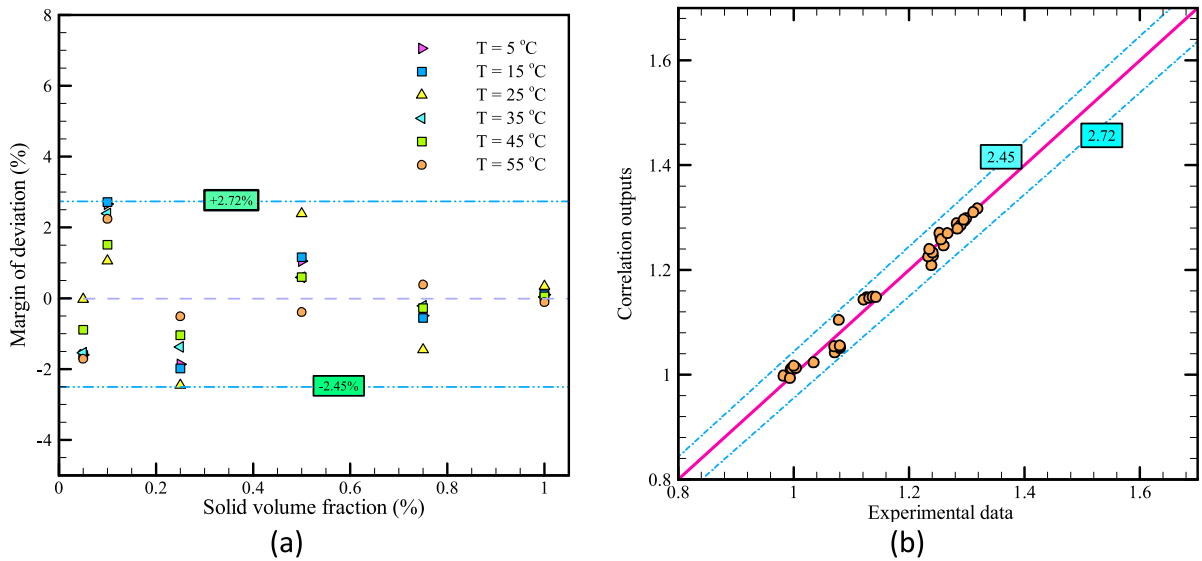 8
6
4
2
0
-2
-4
Margin of deviation (%)
T = 5 °C
T = 15 °C
T = 25 °C
T = 35 °C
T = 45 °C
T = 55 °C
+2.72%
-2.45%
0
0.2
0.4
0.6
0.8
1
Solid volume fraction (%)
(a)
1.6
1.4
1.2
1
0.8
Correlation outputs
2.45
2.72
0.8
1
1.2
1.4
1.6
Experimental data
(b)